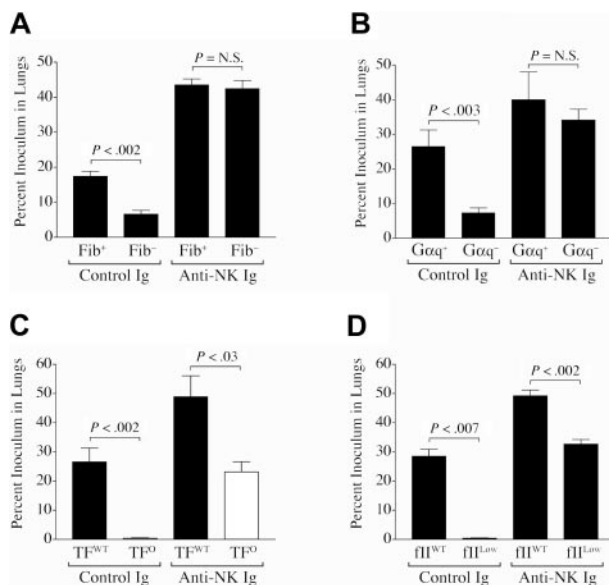 A
P = N.S.
P < .002
Percent Inoculum in Lungs
50
40
30
20
10
0
Fib⁺ Fib⁻ Fib⁺ Fib⁻
Control Ig Anti-NK Ig
B
P = N.S.
P < .003
Percent Inoculum in Lungs
50
40
30
20
10
0
Gαq⁺ Gαq⁻ Gαq⁺ Gαq⁻
Control Ig Anti-NK Ig
C
P < .03
P < .002
Percent Inoculum in Lungs
60
50
40
30
20
10
0
TFᵂᵀ TF⁰ TFᵂᵀ TF⁰
Control Ig Anti-NK Ig
D
P < .002
P < .007
Percent Inoculum in Lungs
60
50
40
30
20
10
0
fIIᵂᵀ fIIᴸᵒʷ fIIᵂᵀ fIIᴸᵒʷ
Control Ig Anti-NK Ig